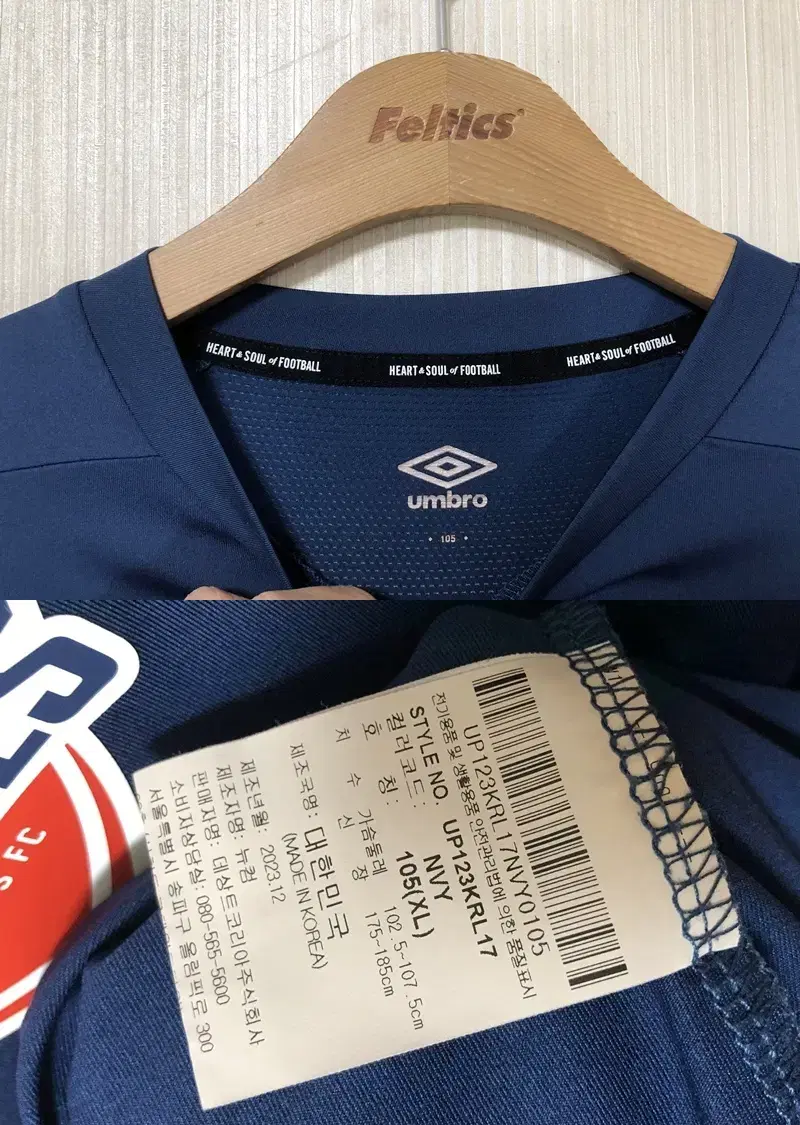 Feltics
HEART & SOUL of FOOTBALL
HEART & SOUL of FOOTBALL
HEART & SOUL of FOOTBALL
umbro
• 105 •
S FC
UP123KRL17NVY0105
전기용품 및 생활용품 안전관리법에 의한 품질표시
STYLE NO. UP123KRL17
컬러코드: NVY
호 칭: 105(XL)
치 수 가슴둘레 102.5~107.5cm
신 장 175-185cm
제조국명: 대한민국
(MADE IN KOREA)
제조년월: 2023.12
제조자명: 뉴컴
판매자명: 데상트코리아주식회사
소비자상담실: 080-565-5600
서울특별시 송파구 올림픽로 300